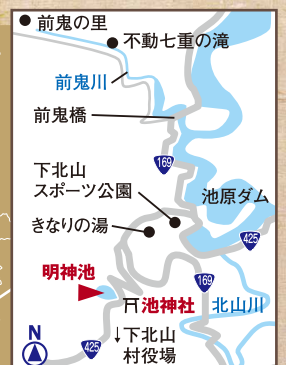 前鬼の里
不動七重の滝
前鬼川
前鬼橋
169
下北山
スポーツ公園
池原ダム
きなりの湯
425
明神池
169
池神社
北山川
N
↓下北山
村役場
425